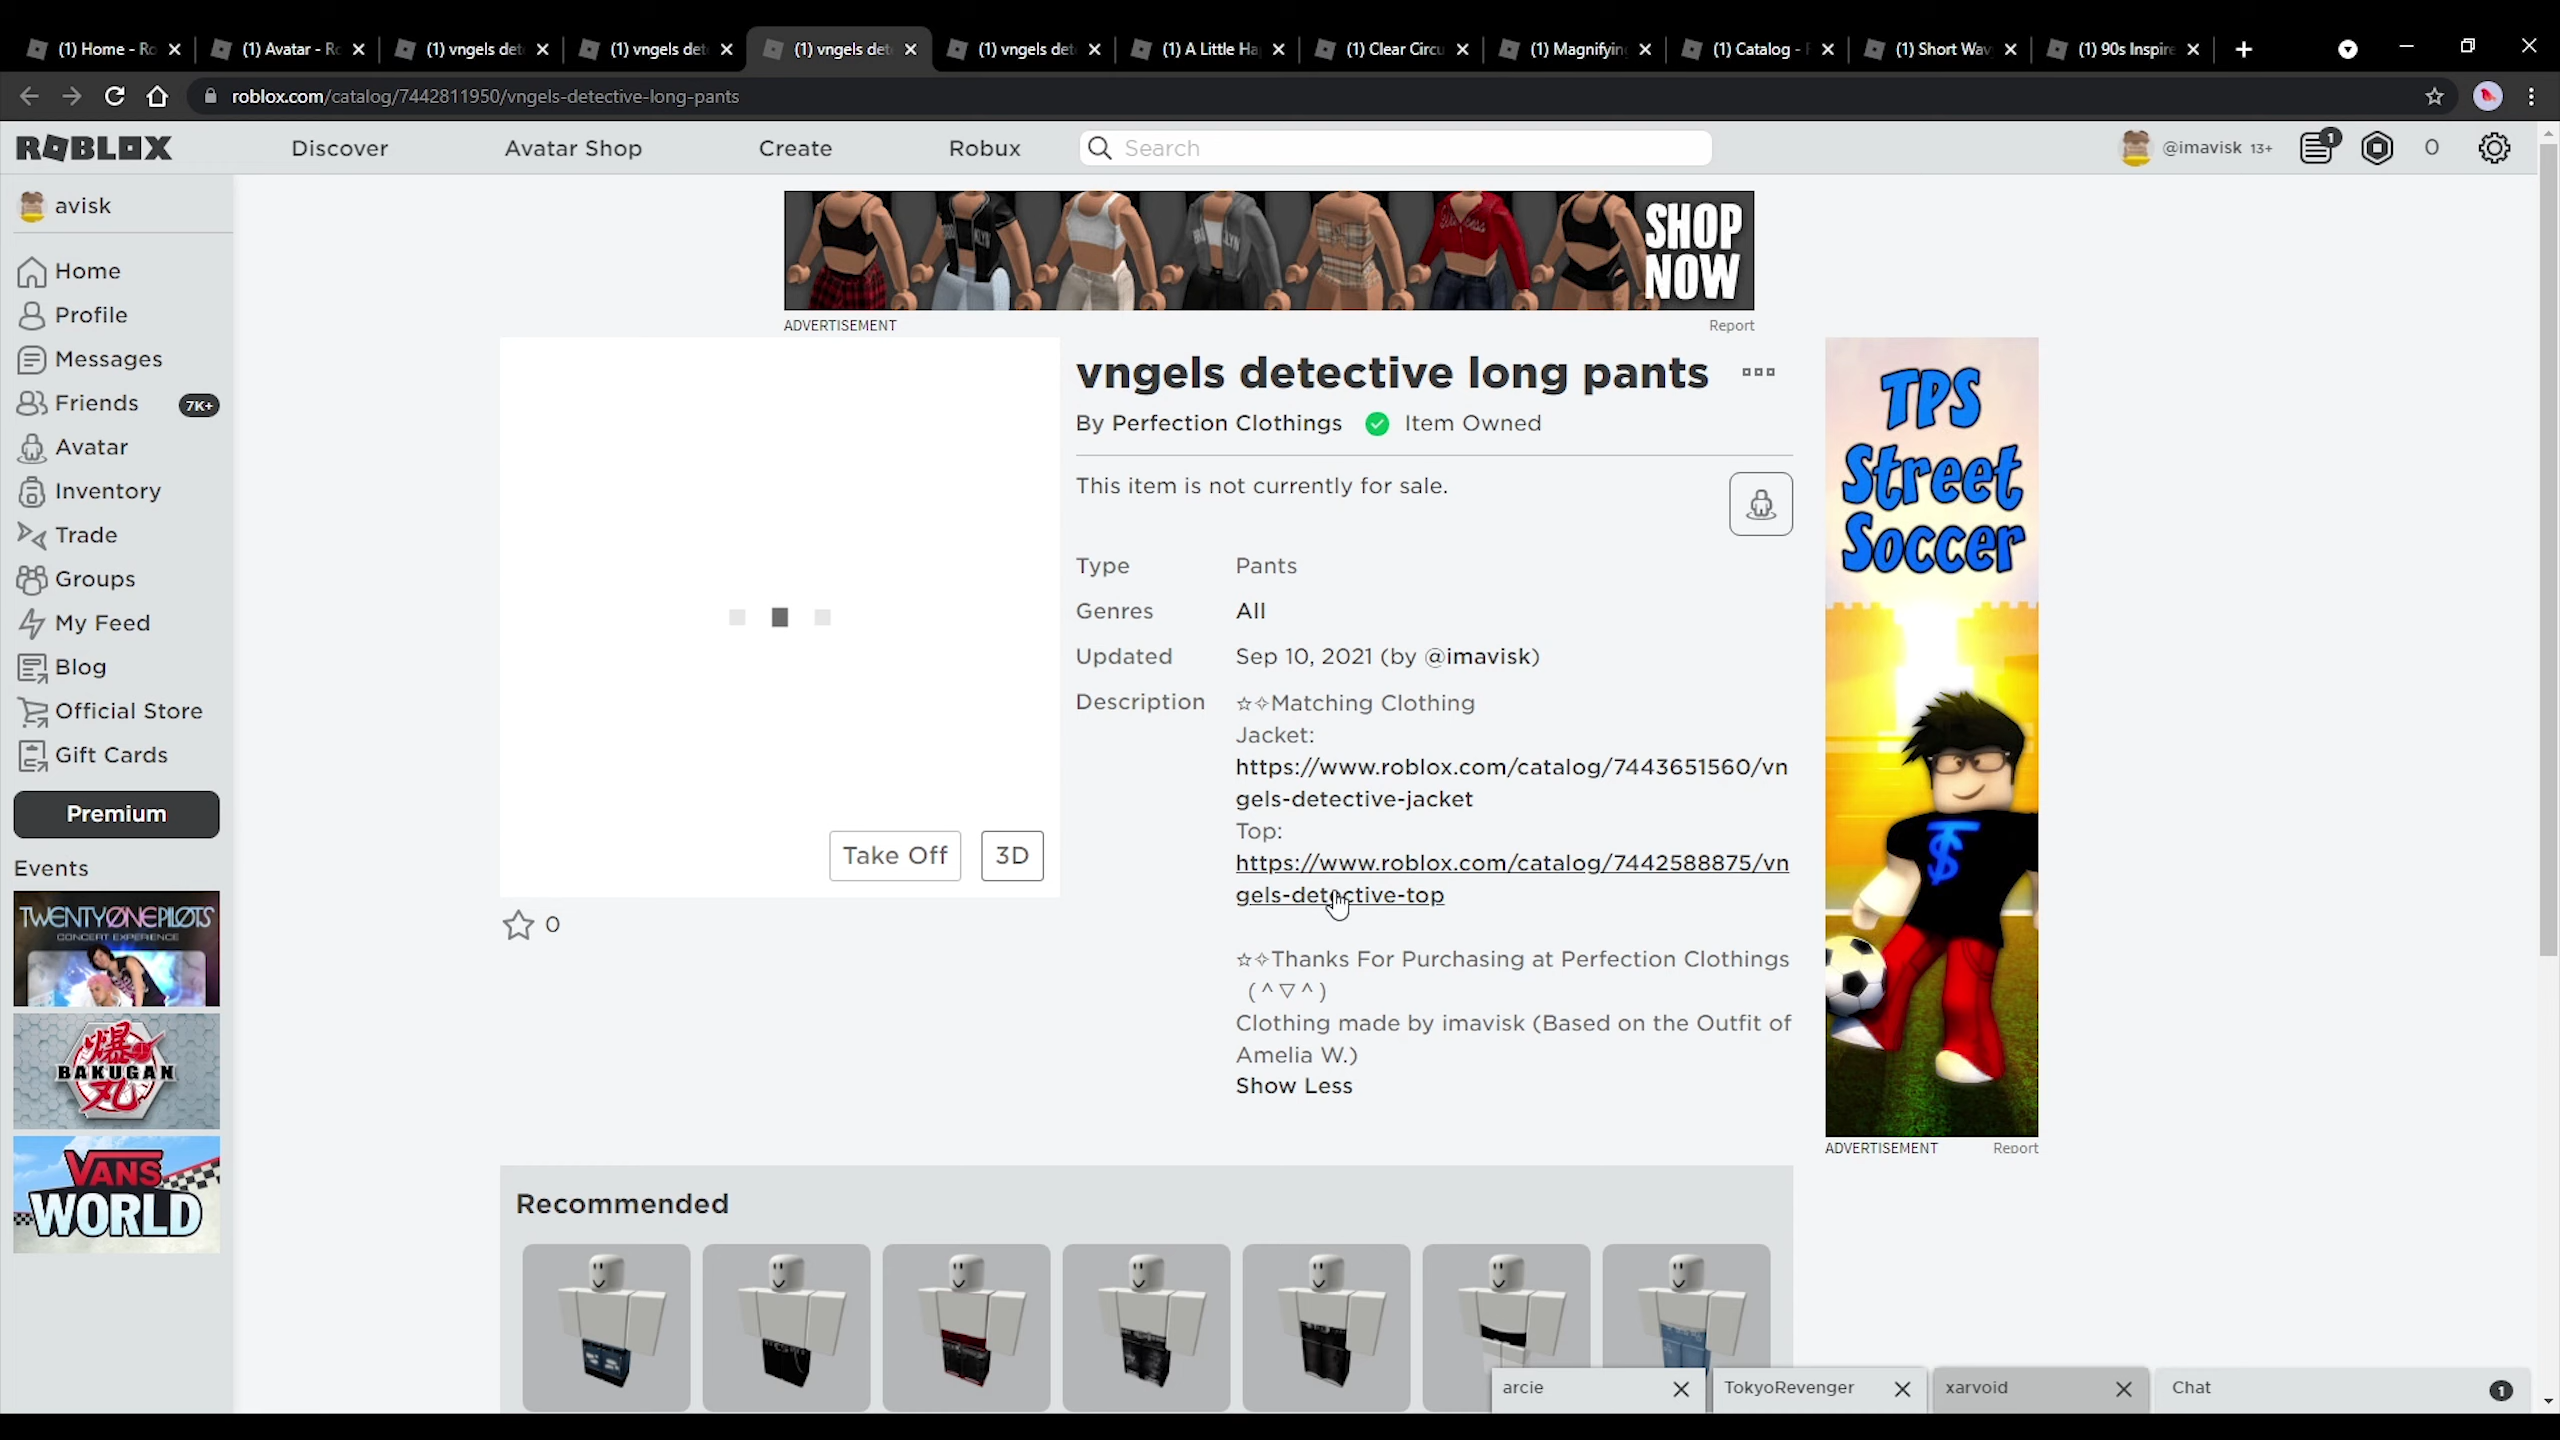 (1) Home - Ro
(1) Avatar - Ro
(1) vngels det
(1) vngels det
(1) vngels det
(1) vngels det
(1) A Little Ha
(1) Clear Circu
(1) Magnifyin
(1) Catalog -
(1) Short Wav
(1) 90s Inspire
roblox.com/catalog/7442811950/vngels-detective-long-pants
ROBLOX
Discover
Avatar Shop
Create
Robux
Search
@imavisk 13+
1
0
avisk
Home
Profile
Messages
Friends 7K+
Avatar
Inventory
Trade
Groups
My Feed
Blog
Official Store
Gift Cards
Premium
Events
TWENTY ONE PILOTS
CONCERT EXPERIENCE
爆
BAKUGAN
丸
VANS
WORLD
SHOP
NOW
ADVERTISEMENT
Report
Take Off
3D
0
vngels detective long pants
By Perfection Clothings Item Owned
This item is not currently for sale.
Type Pants
Genres All
Updated Sep 10, 2021 (by @imavisk)
Description ☆✧Matching Clothing
Jacket:
https://www.roblox.com/catalog/7443651560/vn
gels-detective-jacket
Top:
https://www.roblox.com/catalog/7442588875/vn
gels-detective-top
☆✧Thanks For Purchasing at Perfection Clothings
(^▽^)
Clothing made by imavisk (Based on the Outfit of
Amelia W.)
Show Less
TPS
Street
Soccer
ADVERTISEMENT
Report
Recommended
arcie
TokyoRevenger
xarvoid
Chat
1